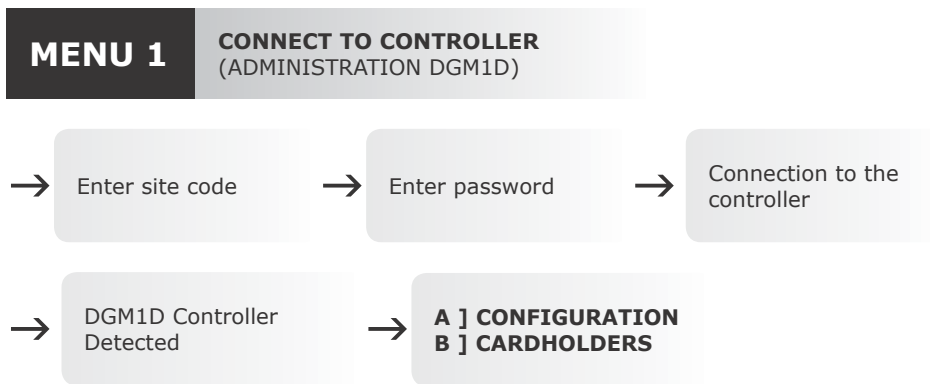 MENU 1
CONNECT TO CONTROLLER
(ADMINISTRATION DGM1D)
→ Enter site code
→ Enter password
→ Connection to the
controller
→ DGM1D Controller
Detected
→ A ] CONFIGURATION
B ] CARDHOLDERS